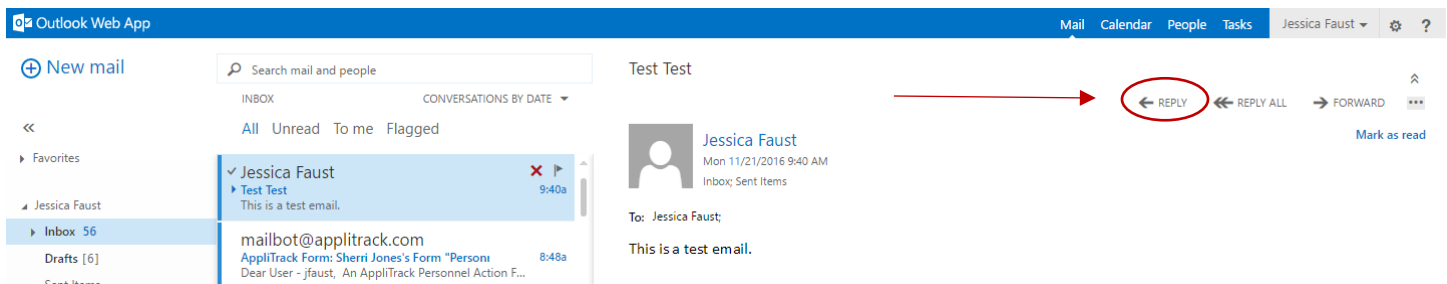 Outlook Web App
Mail Calendar People Tasks Jessica Faust ?
New mail
Search mail and people
INBOX CONVERSATIONS BY DATE
All Unread To me Flagged
Favorites
Jessica Faust
Inbox 56
Drafts [6]
Sent Items
Jessica Faust
Test Test 9:40a
This is a test email.
mailbot@applitrack.com
AppliTrack Form: Sherri Jones's Form "Person 8:48a
Dear User - jfaust, An AppliTrack Personnel Action F...
Test Test
REPLY REPLY ALL FORWARD
Mark as read
Jessica Faust
Mon 11/21/2016 9:40 AM
Inbox; Sent Items
To: Jessica Faust;
This is a test email.